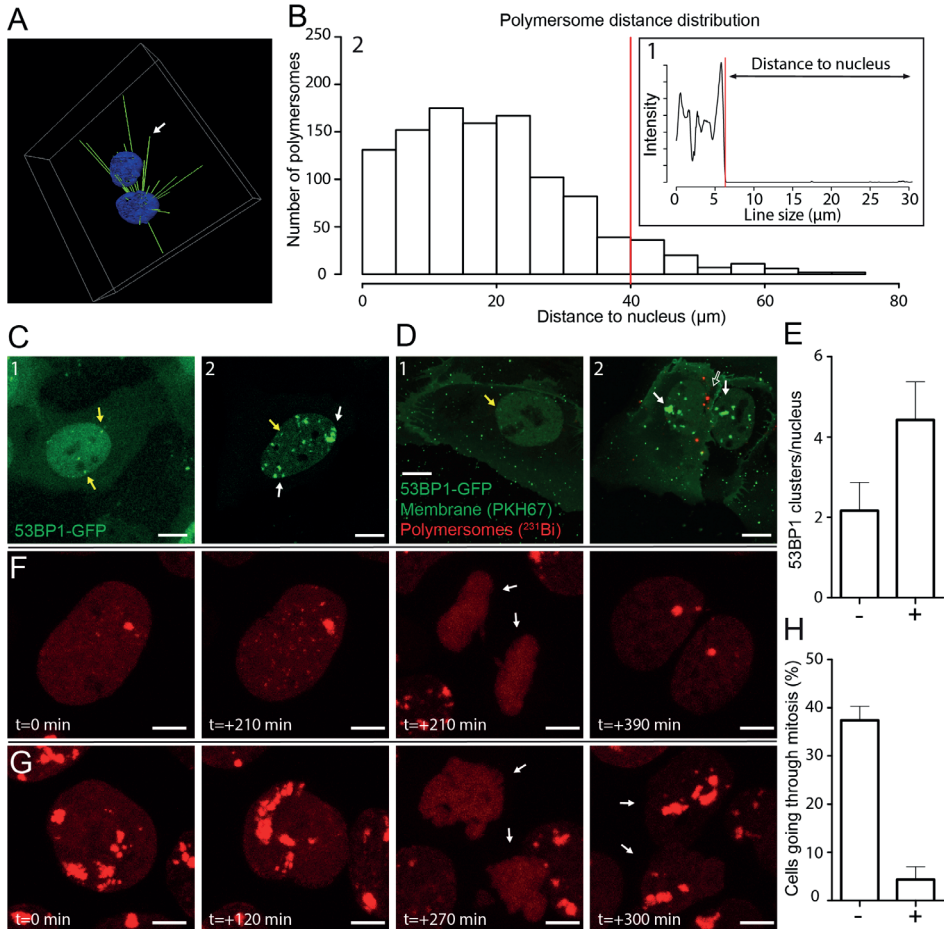 A
B
Polymersome distance distribution
2
Number of polymersomes
250
200
150
100
50
0
0
20
40
60
80
Distance to nucleus (µm)
1
Distance to nucleus
Intensity
0
5
10
15
20
25
30
Line size (µm)
C
1
53BP1-GFP
2
D
1
53BP1-GFP
Membrane (PKH67)
Polymersomes (²³¹Bi)
2
E
53BP1 clusters/nucleus
6
4
2
0
-
+
F
t=0 min
t=+210 min
t=+210 min
t=+390 min
G
t=0 min
t=+120 min
t=+270 min
t=+300 min
H
Cells going through mitosis (%)
50
40
30
20
10
0
-
+